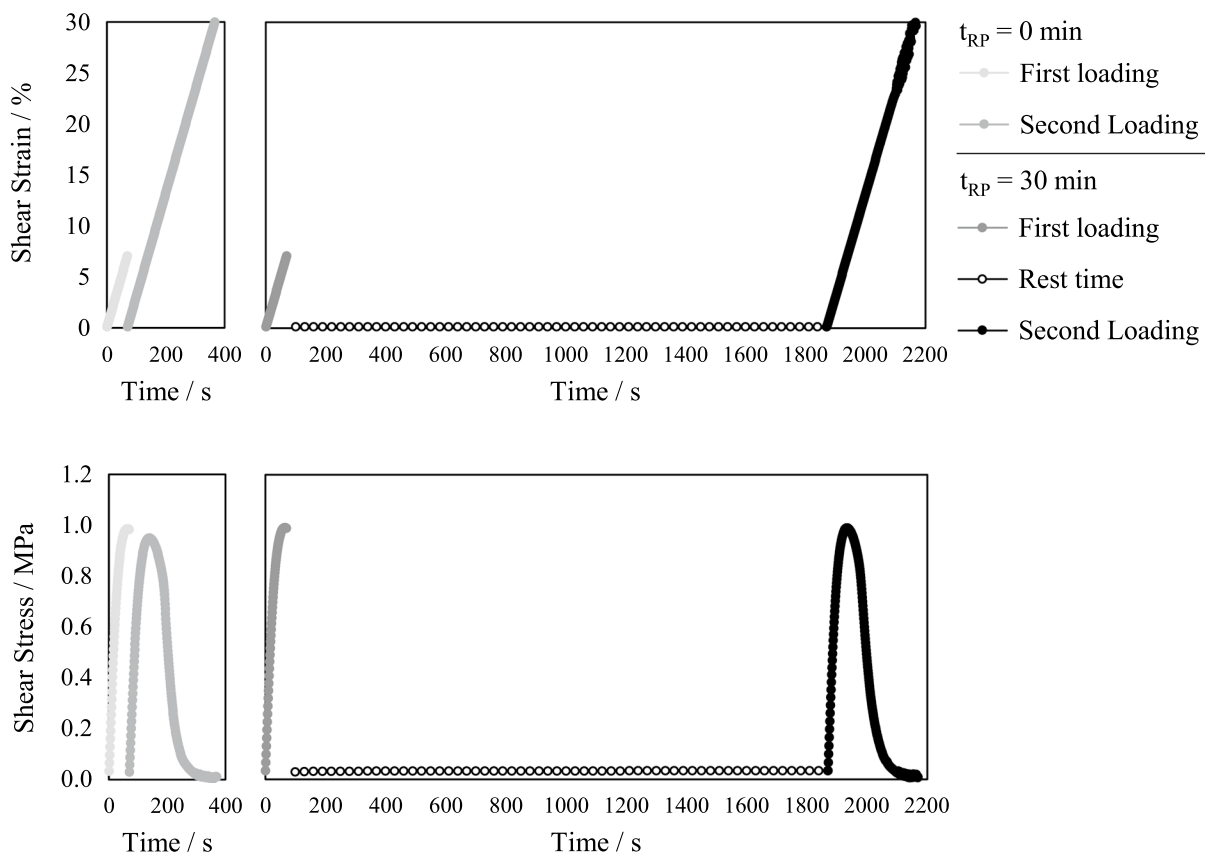 30
25
20
15
10
5
0
Shear Strain / %
0 200 400
Time / s
0 200 400 600 800 1000 1200 1400 1600 1800 2000 2200
Time / s
t_RP = 0 min
First loading
Second Loading
t_RP = 30 min
First loading
Rest time
Second Loading
1.2
1.0
0.8
0.6
0.4
0.2
0.0
Shear Stress / MPa
0 200 400
Time / s
0 200 400 600 800 1000 1200 1400 1600 1800 2000 2200
Time / s